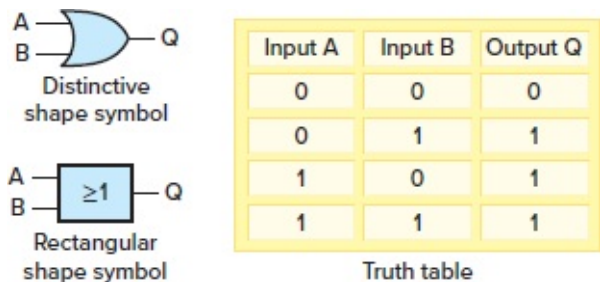 A
B
Q
Distinctive
shape symbol
A
B
≥1
Q
Rectangular
shape symbol
Input A Input B Output Q
0 0 0
0 1 1
1 0 1
1 1 1
Truth table